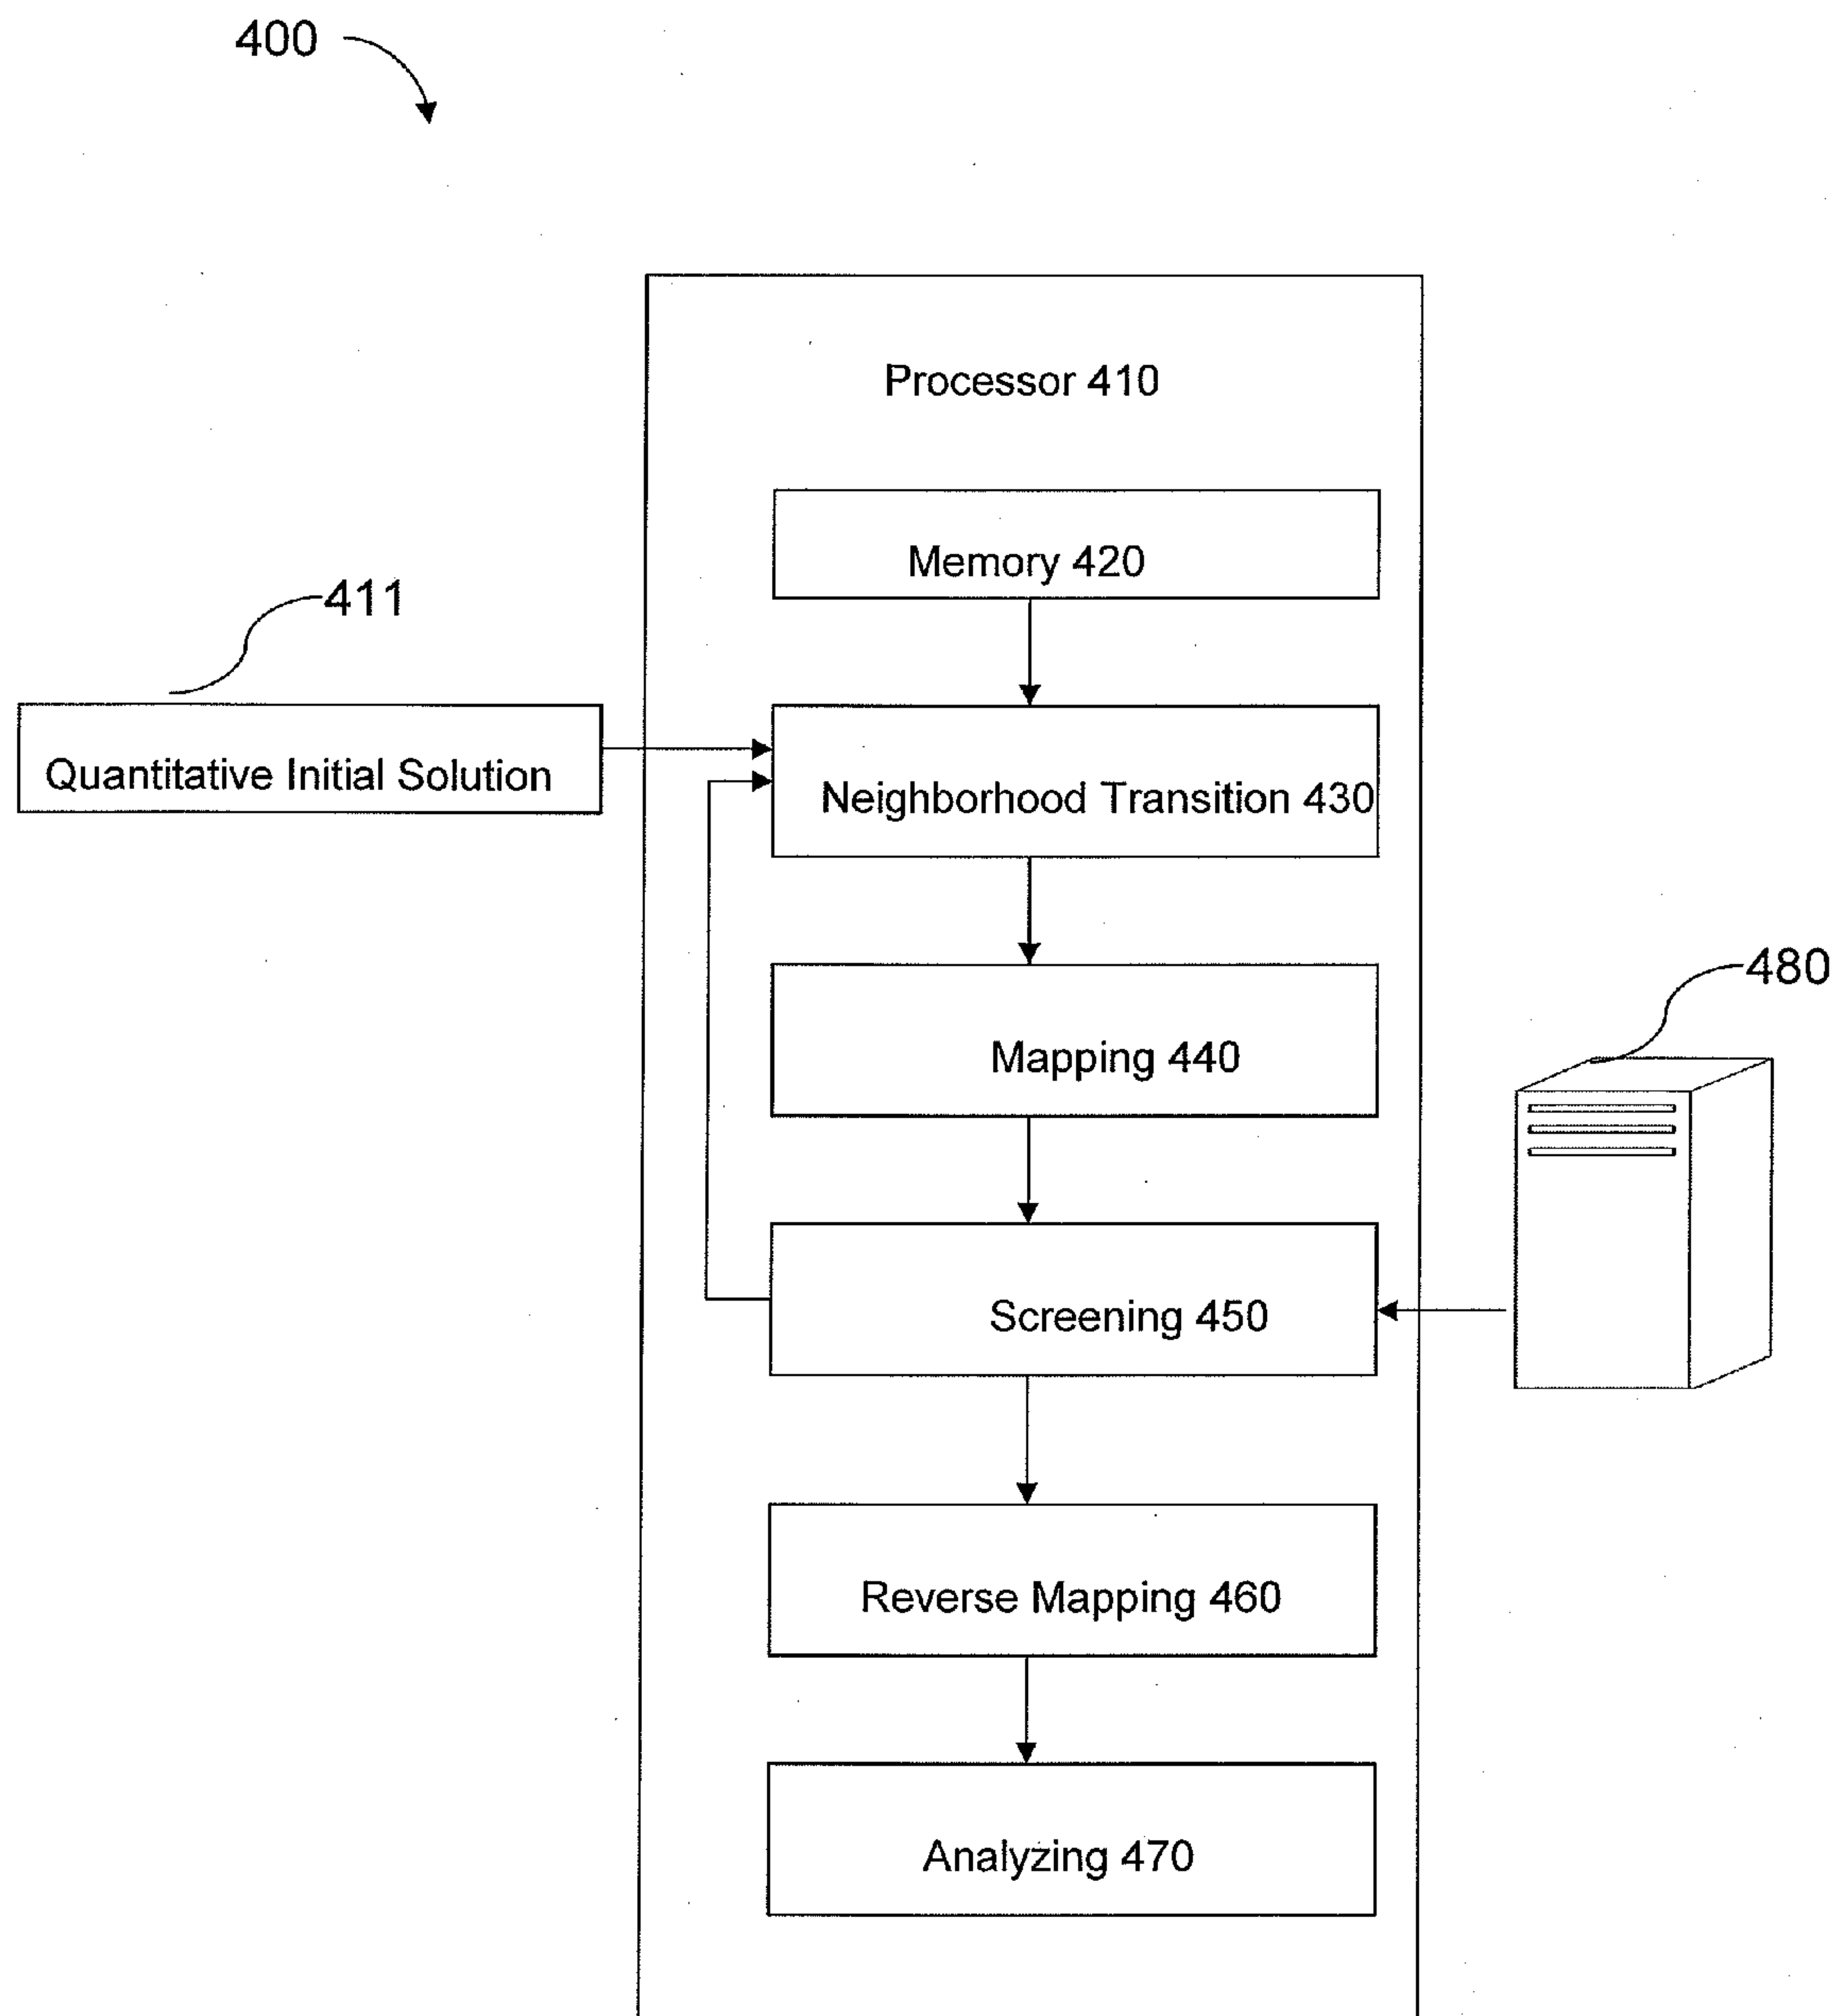 400
Processor 410
Memory 420
411
Quantitative Initial Solution
Neighborhood Transition 430
Mapping 440
480
Screening 450
Reverse Mapping 460
Analyzing 470